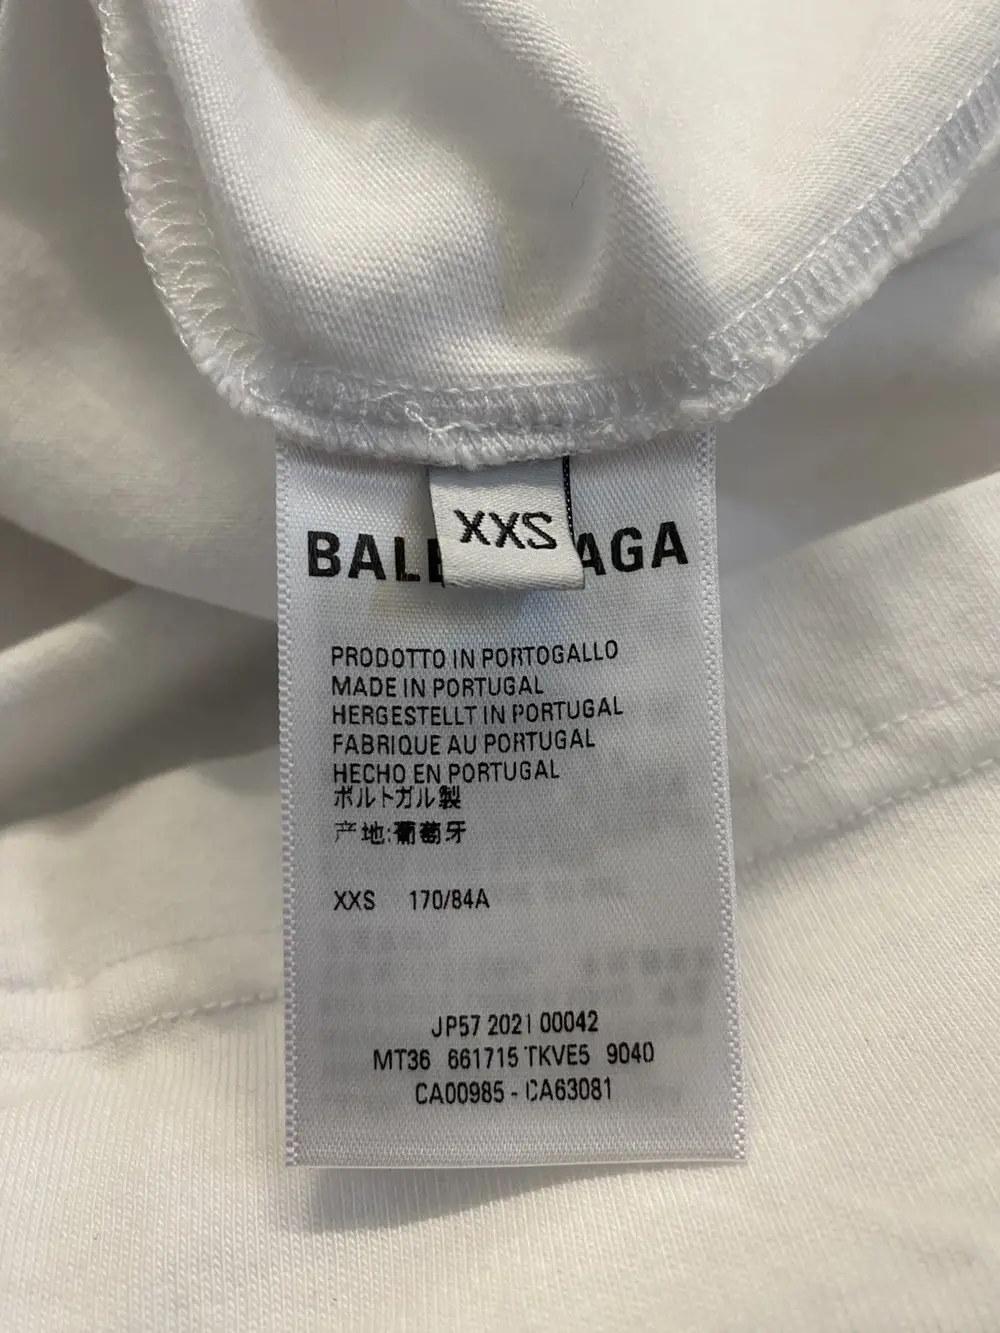 XXS
BALE AGA
PRODOTTO IN PORTOGALLO
MADE IN PORTUGAL
HERGESTELLT IN PORTUGAL
FABRIQUE AU PORTUGAL
HECHO EN PORTUGAL
ポルトガル製
产地:葡萄牙
XXS 170/84A
JP57 2021 00042
MT36 661715 TKVE5 9040
CA00985 - CA63081